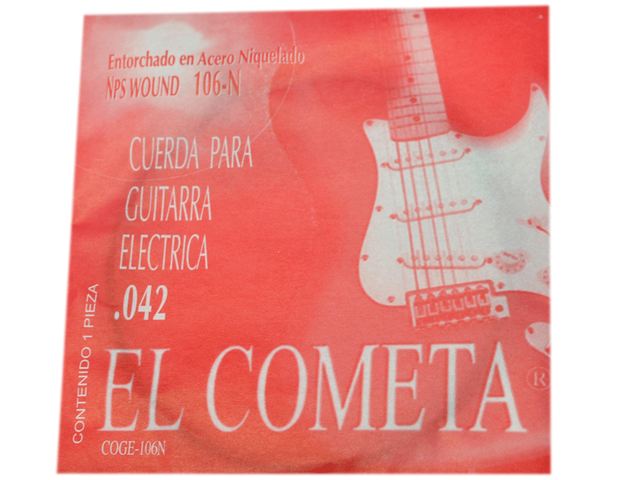 Entorchado en Acero Niquelado
NPS WOUND 106-N
CUERDA PARA
GUITARRA
ELECTRICA
.042
CONTENIDO 1 PIEZA
EL COMETA ®
COGE-106N